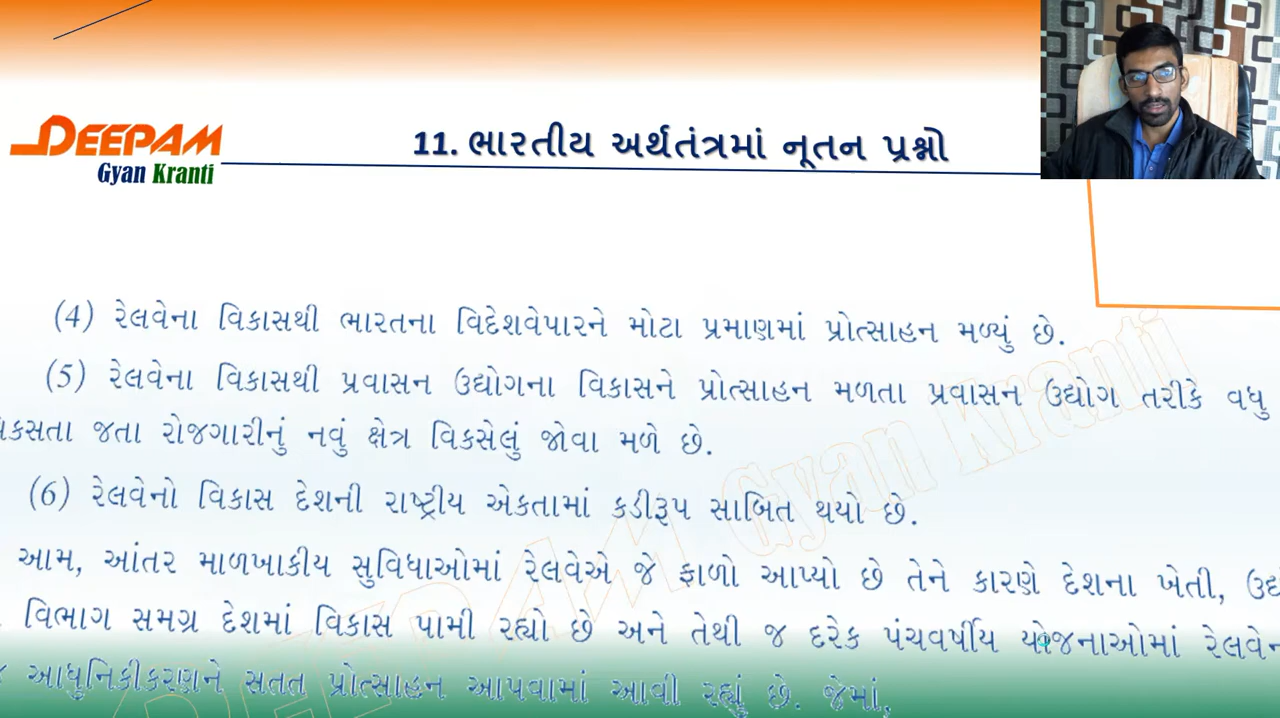 DEEPAM
Gyan Kranti
11. ભારતીય અર્થતંત્રમાં નૂતન પ્રશ્નો
(4) રેલવેના વિકાસથી ભારતના વિદેશવેપારને મોટા પ્રમાણમાં પ્રોત્સાહન મળ્યું છે.
(5) રેલવેના વિકાસથી પ્રવાસન ઉદ્યોગના વિકાસને પ્રોત્સાહન મળતા પ્રવાસન ઉદ્યોગ તરીકે વધુ
જતા રોજગારીનું નવું ક્ષેત્ર વિકસેલું જોવા મળે છે.
(6) રેલવેનો વિકાસ દેશની રાષ્ટ્રીય એકતામાં કડીરૂપ સાબિત થયો છે.
આમ, આંતર માળખાકીય સુવિધાઓમાં રેલવેએ જે ફાળો આપ્યો છે તેને કારણે દેશના ખેતી,
વિભાગ સમગ્ર દેશમાં વિકાસ પામી રહ્યો છે અને તેથી જ દરેક પંચવર્ષીય યોજનાઓમાં
આધુનિકીકરણને સતત પ્રોત્સાહન આપવામાં આવી રહ્યું છે. જેમાં,
DEEPAM Gyan Kranti